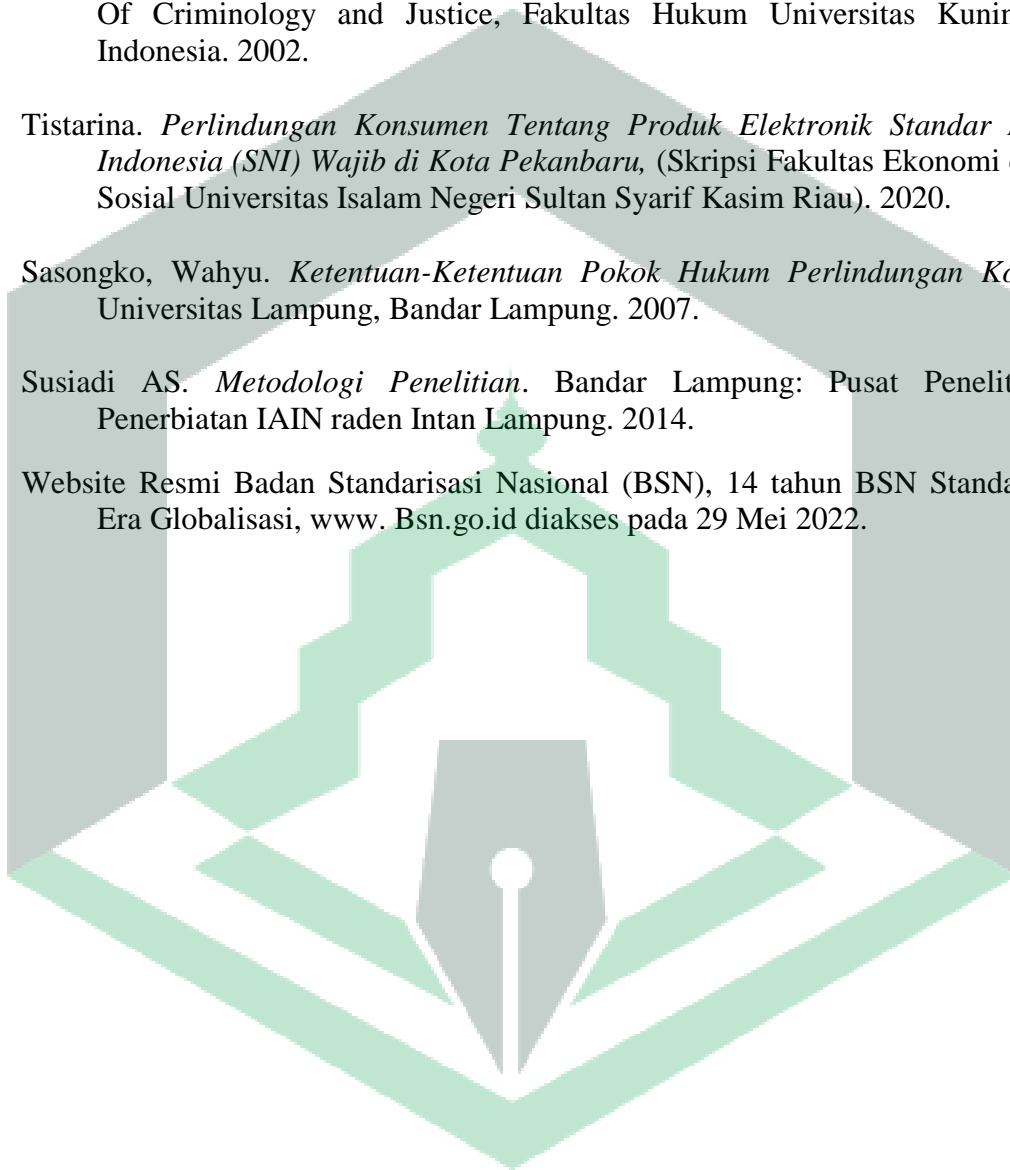 Of Criminology and Justice, Fakultas Hukum Universitas Kunin
Indonesia. 2002.
Tistarina. Perlindungan Konsumen Tentang Produk Elektronik Standar
Indonesia (SNI) Wajib di Kota Pekanbaru, (Skripsi Fakultas Ekonomi
Sosial Universitas Isalam Negeri Sultan Syarif Kasim Riau). 2020.
Sasongko, Wahyu. Ketentuan-Ketentuan Pokok Hukum Perlindungan Ko
Universitas Lampung, Bandar Lampung. 2007.
Susiadi AS. Metodologi Penelitian. Bandar Lampung: Pusat Penelit
Penerbiatan IAIN raden Intan Lampung. 2014.
Website Resmi Badan Standarisasi Nasional (BSN), 14 tahun BSN Standa
Era Globalisasi, www. Bsn.go.id diakses pada 29 Mei 2022.